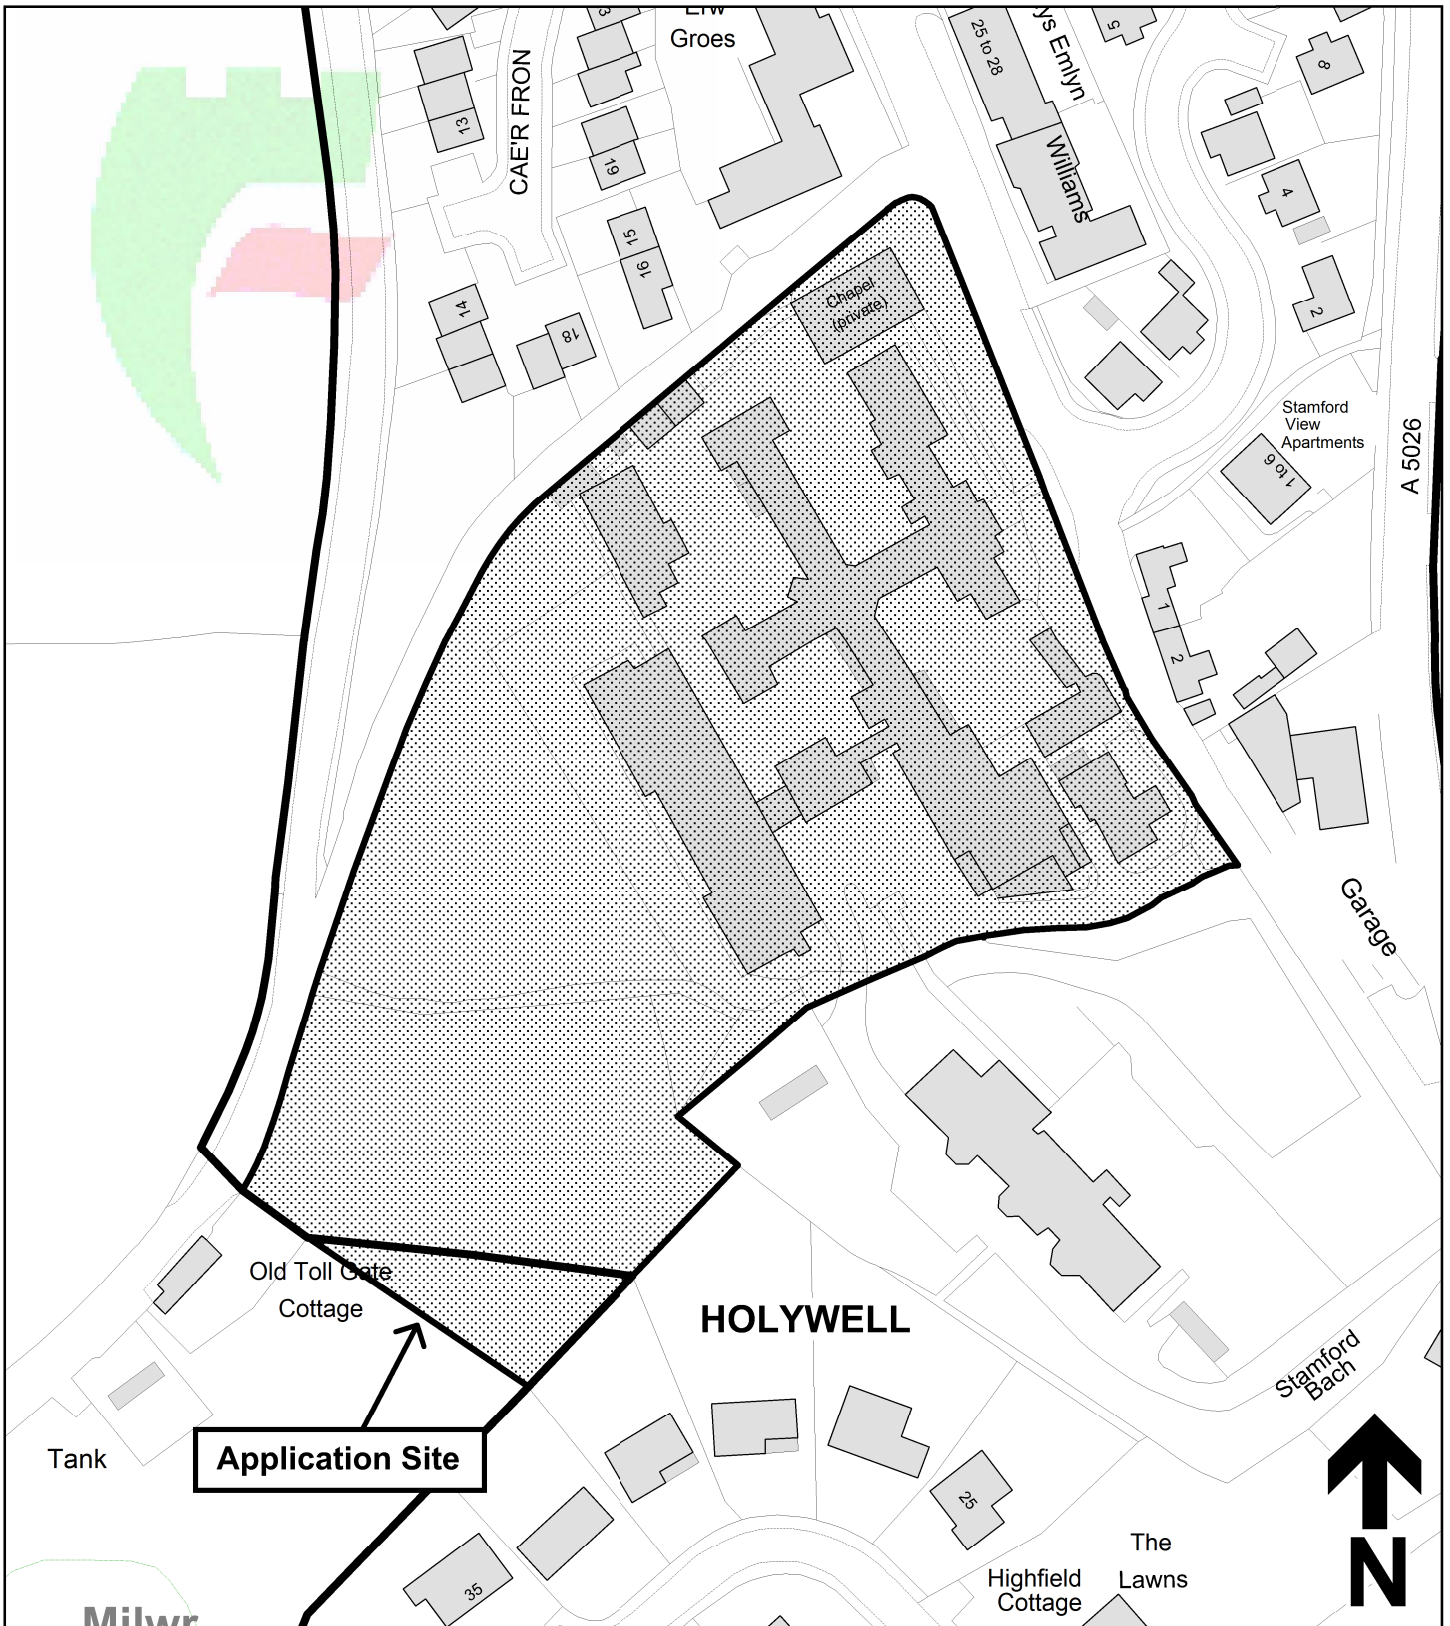 Groes
CAE'R FRON
13
19
15
16
14
18
25 to 28
Williams
5
8
4
2
Chapel
(private)
Stamford
View
Apartments
1 to 6
A 5026
1
2
Garage
Old Toll Gate
Cottage
HOLYWELL
Application Site
Tank
Stamford
Bach
25
35
The
Lawns
Highfield
Cottage
N